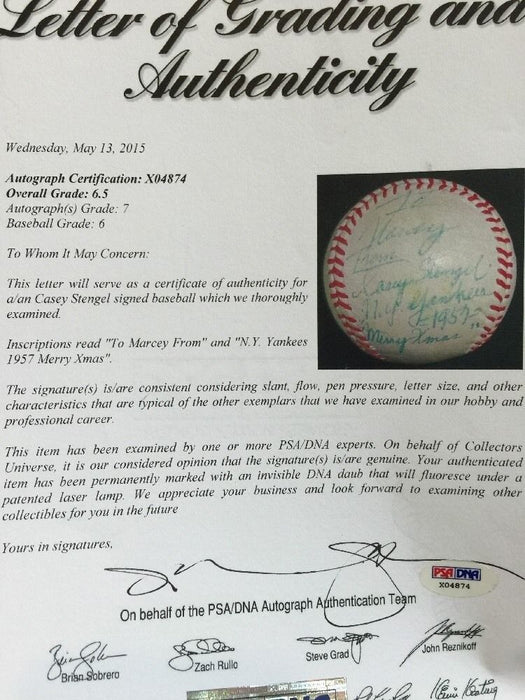 Letter of Grading and
Authenticity
Wednesday, May 13, 2015
Autograph Certification: X04874
Overall Grade: 6.5
Autograph(s) Grade: 7
Baseball Grade: 6
To Whom It May Concern:
This letter will serve as a certificate of authenticity for
a/an Casey Stengel signed baseball which we thoroughly
examined.
Inscriptions read "To Marcey From" and "N.Y. Yankees
1957 Merry Xmas".
To
Marcey
From
Casey Stengel
N.Y. Yankees
1957
"Merry Xmas"
The signature(s) is/are consistent considering slant, flow, pen pressure, letter size, and other
characteristics that are typical of the other exemplars that we have examined in our hobby and
professional career.
This item has been examined by one or more PSA/DNA experts. On behalf of Collectors
Universe, it is our considered opinion that the signature(s) is/are genuine. Your authenticated
item has been permanently marked with an invisible DNA daub that will fluoresce under a
patented laser lamp. We appreciate your business and look forward to examining other
collectibles for you in the future
Yours in signatures,
PSA/DNA
X04874
On behalf of the PSA/DNA Autograph Authentication Team
Brian Sobrero
Zach Rullo
Steve Grad
John Reznikoff